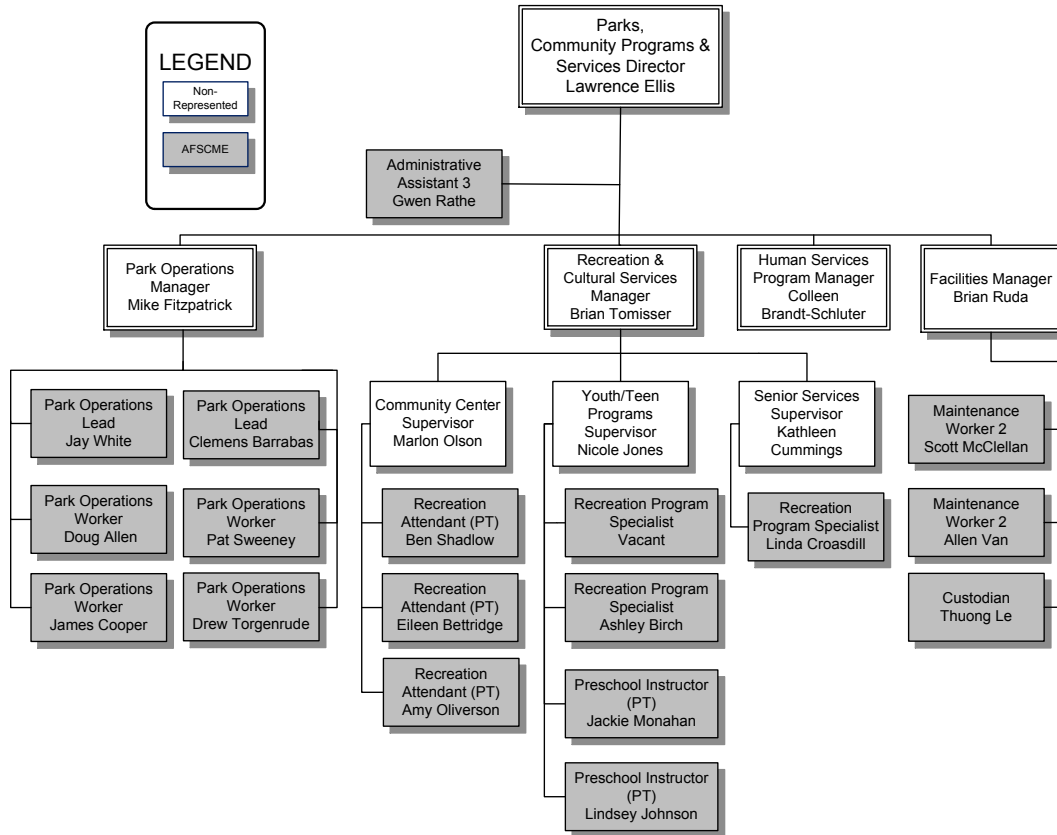 LEGEND
Non-
Represented
AFSCME
Parks,
Community Programs &
Services Director
Lawrence Ellis
Administrative
Assistant 3
Gwen Rathe
Park Operations
Manager
Mike Fitzpatrick
Recreation &
Cultural Services
Manager
Brian Tomisser
Human Services
Program Manager
Colleen
Brandt-Schluter
Facilities Manager
Brian Ruda
Park Operations
Lead
Jay White
Park Operations
Lead
Clemens Barrabas
Park Operations
Worker
Doug Allen
Park Operations
Worker
Pat Sweeney
Park Operations
Worker
James Cooper
Park Operations
Worker
Drew Torgenrude
Community Center
Supervisor
Marlon Olson
Recreation
Attendant (PT)
Ben Shadlow
Recreation
Attendant (PT)
Eileen Bettridge
Recreation
Attendant (PT)
Amy Oliverson
Youth/Teen
Programs
Supervisor
Nicole Jones
Recreation Program
Specialist
Vacant
Recreation Program
Specialist
Ashley Birch
Preschool Instructor
(PT)
Jackie Monahan
Preschool Instructor
(PT)
Lindsey Johnson
Senior Services
Supervisor
Kathleen
Cummings
Recreation
Program Specialist
Linda Croasdill
Maintenance
Worker 2
Scott McClellan
Maintenance
Worker 2
Allen Van
Custodian
Thuong Le